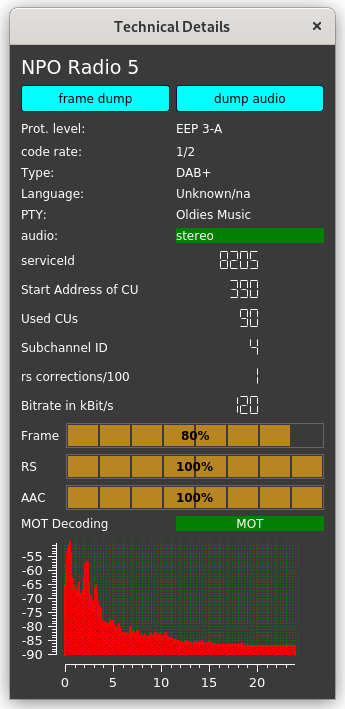 Technical Details ×
NPO Radio 5
frame dump dump audio
Prot. level: EEP 3-A
code rate: 1/2
Type: DAB+
Language: Unknown/na
PTY: Oldies Music
audio: stereo
serviceId 8205
Start Address of CU 390
Used CUs 90
Subchannel ID 4
rs corrections/100 1
Bitrate in kBit/s 120
Frame 80%
RS 100%
AAC 100%
MOT Decoding MOT
-55
-60
-65
-70
-75
-80
-85
-90
0 5 10 15 20